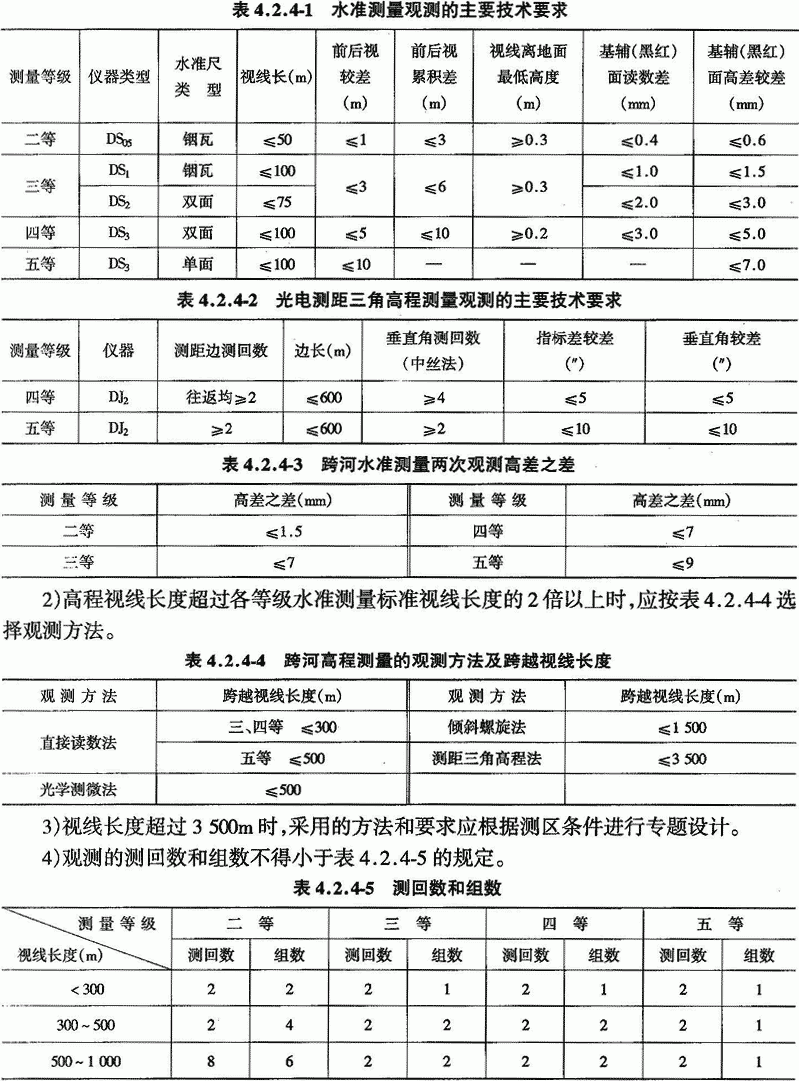 表 4.2.4-1 水准测量观测的主要技术要求
测量等级 仪器类型 水准尺类 型 视线长(m) 前后视较差(m) 前后视累积差(m) 视线离地面最低高度(m) 基辅(黑红)面读数差(mm) 基辅(黑红)面高差较差(mm)
二等 DS05 铟瓦 ≤50 ≤1 ≤3 ≥0.3 ≤0.4 ≤0.6
三等 DS1 铟瓦 ≤100 ≤3 ≤6 ≥0.3 ≤1.0 ≤1.5
DS2 双面 ≤75 ≤2.0 ≤3.0
四等 DS3 双面 ≤100 ≤5 ≤10 ≥0.2 ≤3.0 ≤5.0
五等 DS3 单面 ≤100 ≤10 — — — ≤7.0
表 4.2.4-2 光电测距三角高程测量观测的主要技术要求
测量等级 仪器 测距边测回数 边长(m) 垂直角测回数(中丝法) 指标差较差(″) 垂直角较差(″)
四等 DJ2 往返均≥2 ≤600 ≥4 ≤5 ≤5
五等 DJ2 ≥2 ≤600 ≥2 ≤10 ≤10
表 4.2.4-3 跨河水准测量两次观测高差之差
测 量 等 级 高差之差(mm) 测 量 等 级 高差之差(mm)
二等 ≤1.5 四等 ≤7
三等 ≤7 五等 ≤9
2)高程视线长度超过各等级水准测量标准视线长度的 2 倍以上时,应按表 4.2.4-4 选
择观测方法。
表 4.2.4-4 跨河高程测量的观测方法及跨越视线长度
观 测 方 法 跨越视线长度(m) 观 测 方 法 跨越视线长度(m)
直接读数法 三、四等 ≤300 倾斜螺旋法 ≤1 500
五等 ≤500 测距三角高程法 ≤3 500
光学测微法 ≤500
3)视线长度超过 3 500m 时,采用的方法和要求应根据测区条件进行专题设计。
4)观测的测回数和组数不得小于表 4.2.4-5 的规定。
表 4.2.4-5 测回数和组数
测 量 等 级 二 等 三 等 四 等 五 等
视线长度(m) 测回数 组数 测回数 组数 测回数 组数 测回数 组数
<300 2 2 2 1 2 1 2 1
300~500 2 4 2 2 2 2 2 1
500~1 000 8 6 2 2 2 2 2 1